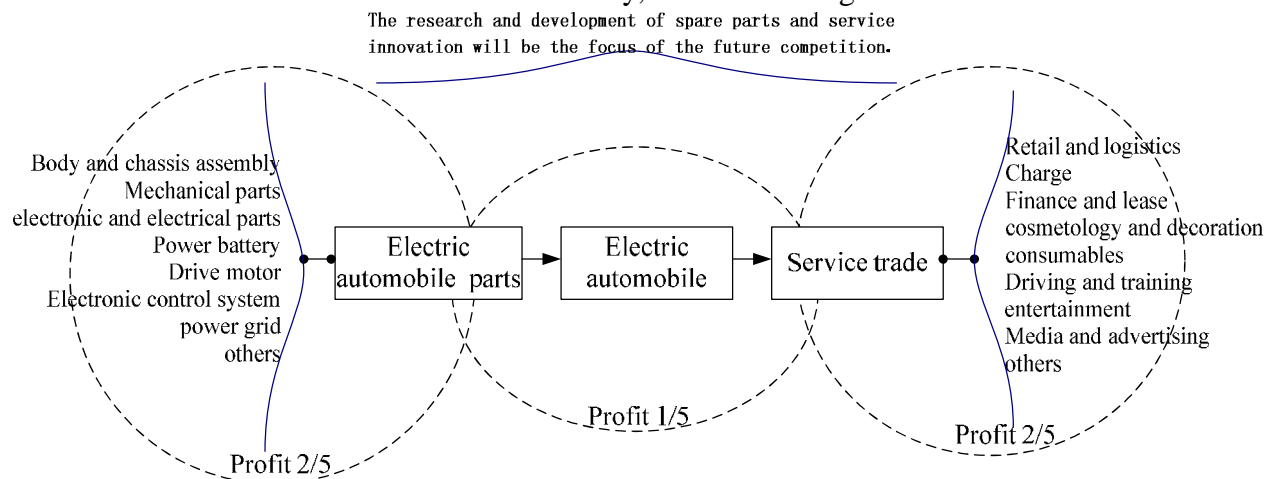 The research and development of spare parts and service
innovation will be the focus of the future competition.
Body and chassis assembly
Mechanical parts
electronic and electrical parts
Power battery
Drive motor
Electronic control system
power grid
others
Profit 2/5
Electric
automobile parts
Electric
automobile
Profit 1/5
Service trade
Retail and logistics
Charge
Finance and lease
cosmetology and decoration
consumables
Driving and training
entertainment
Media and advertising
others
Profit 2/5